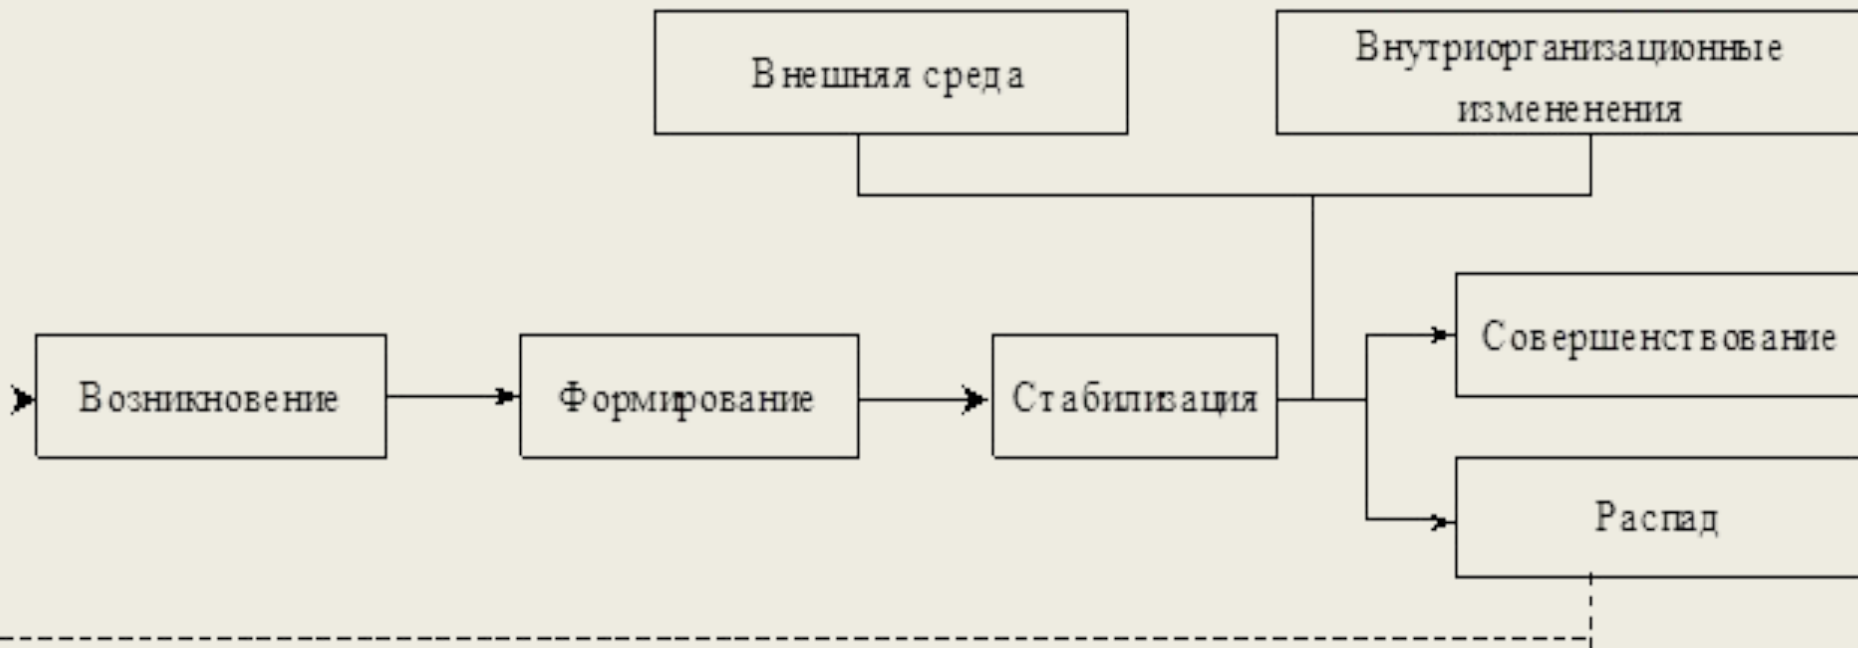 Внешняя среда
Внутриорганизационные
измененения
Возникновение
Формирование
Стабилизация
Совершенствование
Распад